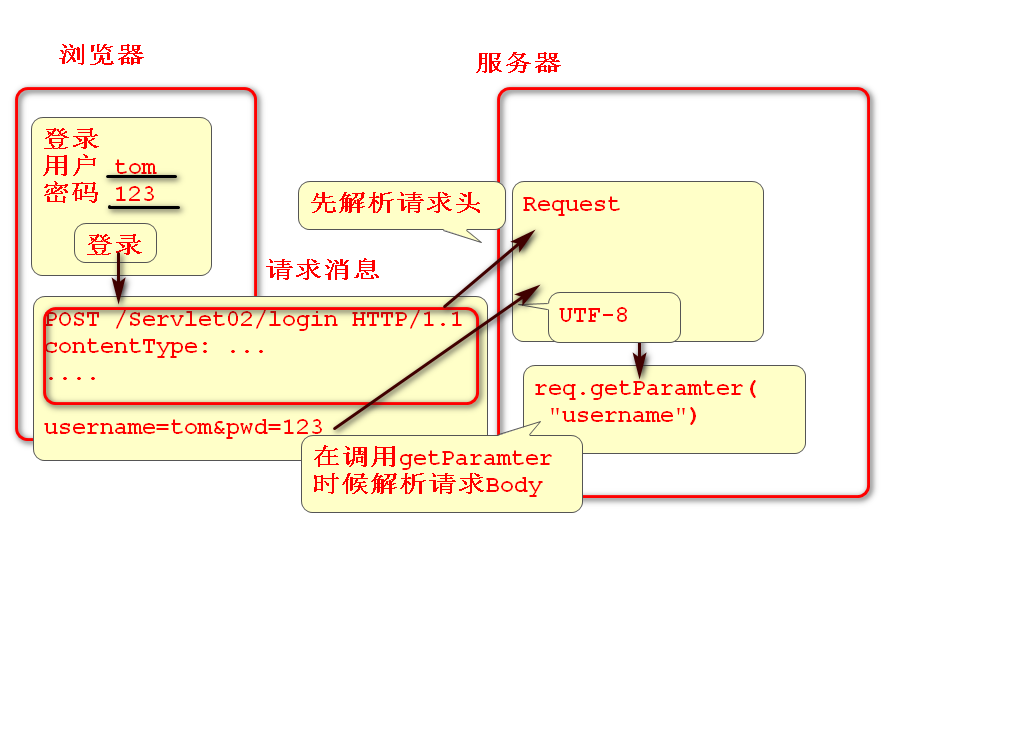 浏览器
服务器
登录
用户 tom
密码 123
登录
先解析请求头
Request
请求消息
POST /Servlet02/login HTTP/1.1
contentType: ...
....
username=tom&pwd=123
UTF-8
req.getParamter(
"username")
在调用getParamter
时候解析请求Body